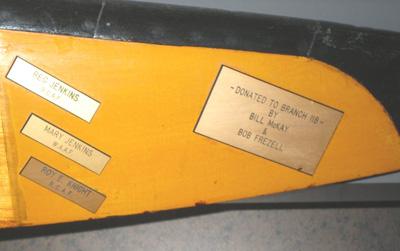 REG JENKINS
R.C.A.F.
MARY JENKINS
W.A.A.F.
ROY E. KNIGHT
R.C.A.F.
-DONATED TO BRANCH 118-
BY
BILL McKAY
&
BOB FREZELL